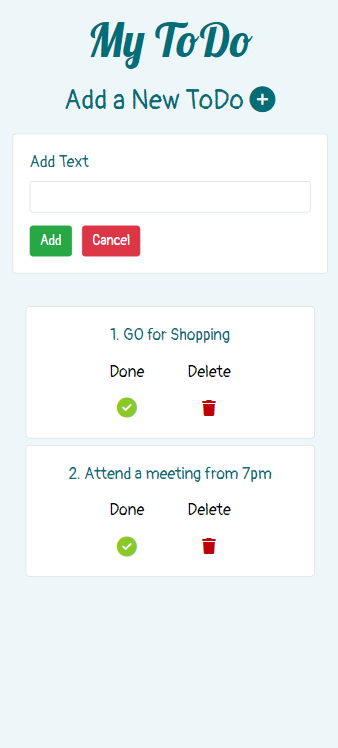 My ToDo
Add a New ToDo
Add Text
Add Cancel
1. GO for Shopping
Done Delete
2. Attend a meeting from 7pm
Done Delete